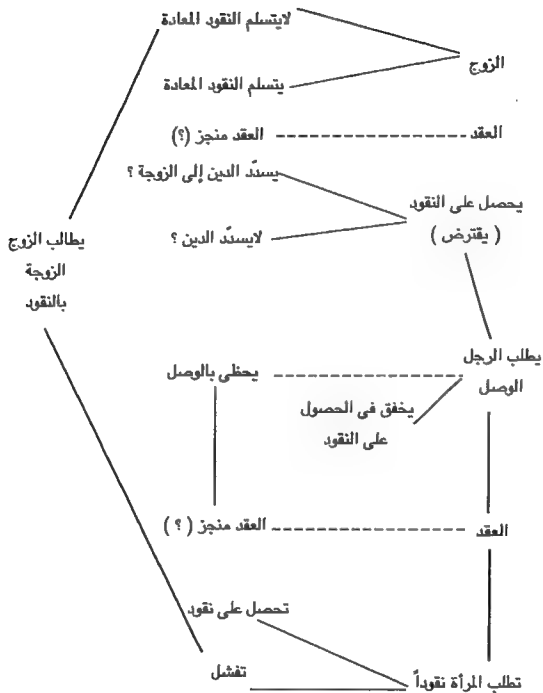 لايتسلم النقود المعادة
الزوج
يتسلم النقود المعادة
العقد
العقد منجز (؟)
يسدّد الدين إلى الزوجة ؟
يحصل على النقود
( يقترض )
لايسدّد الدين ؟
يطالب الزوج
الزوجة
بالنقود
يطلب الرجل
الوصل
يحظى بالوصل
يخفق في الحصول
على النقود
العقد
العقد منجز ( ؟ )
تحصل على نقود
تفشل
تطلب المرأة نقوداً